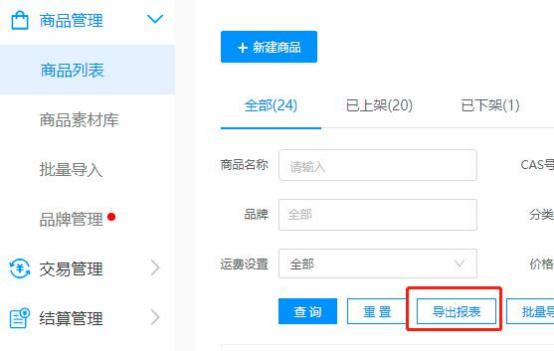 商品管理
商品列表
商品素材库
批量导入
品牌管理
交易管理
结算管理
+ 新建商品
全部(24) 已上架(20) 已下架(1)
商品名称 请输入 CAS号
品牌 全部 分类
运费设置 全部 价格
查询 重置 导出报表 批量导